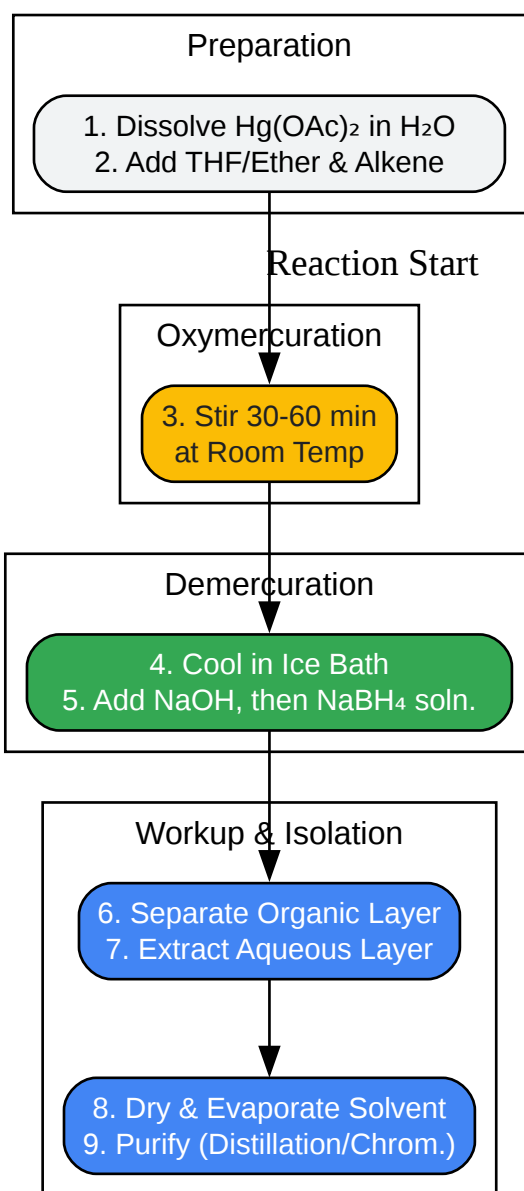 Preparation
1. Dissolve Hg(OAc)₂ in H₂O
2. Add THF/Ether & Alkene
Reaction Start
Oxymercuration
3. Stir 30-60 min
at Room Temp
Demercuration
4. Cool in Ice Bath
5. Add NaOH, then NaBH₄ soln.
Workup & Isolation
6. Separate Organic Layer
7. Extract Aqueous Layer
8. Dry & Evaporate Solvent
9. Purify (Distillation/Chrom.)